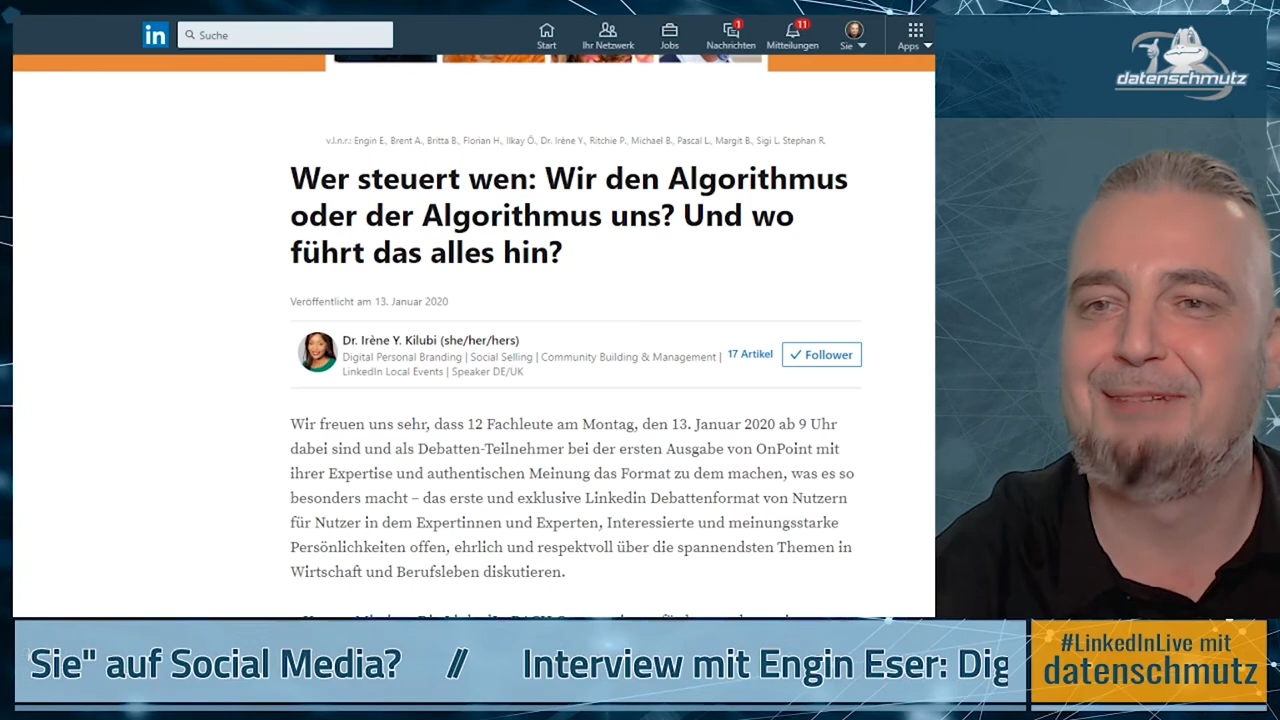 in
Suche
Start
Ihr Netzwerk
Jobs
1
Nachrichten
11
Mitteilungen
Sie
Apps
datenschmutz
v.l.n.r.: Engin E., Brent A., Britta B., Florian H., Ilkay Ö., Dr. Irène Y., Ritchie P., Michael B., Pascal L., Margit B., Sigi L. Stephan R.
Wer steuert wen: Wir den Algorithmus
oder der Algorithmus uns? Und wo
führt das alles hin?
Veröffentlicht am 13. Januar 2020
Dr. Irène Y. Kilubi (she/her/hers)
Digital Personal Branding | Social Selling | Community Building & Management |
LinkedIn Local Events | Speaker DE/UK
17 Artikel
Follower
Wir freuen uns sehr, dass 12 Fachleute am Montag, den 13. Januar 2020 ab 9 Uhr
dabei sind und als Debatten-Teilnehmer bei der ersten Ausgabe von OnPoint mit
ihrer Expertise und authentischen Meinung das Format zu dem machen, was es so
besonders macht – das erste und exklusive Linkedin Debattenformat von Nutzern
für Nutzer in dem Expertinnen und Experten, Interessierte und meinungsstarke
Persönlichkeiten offen, ehrlich und respektvoll über die spannendsten Themen in
Wirtschaft und Berufsleben diskutieren.
Sie" auf Social Media? // Interview mit Engin Eser: Dig
#LinkedInLive mit
datenschmutz